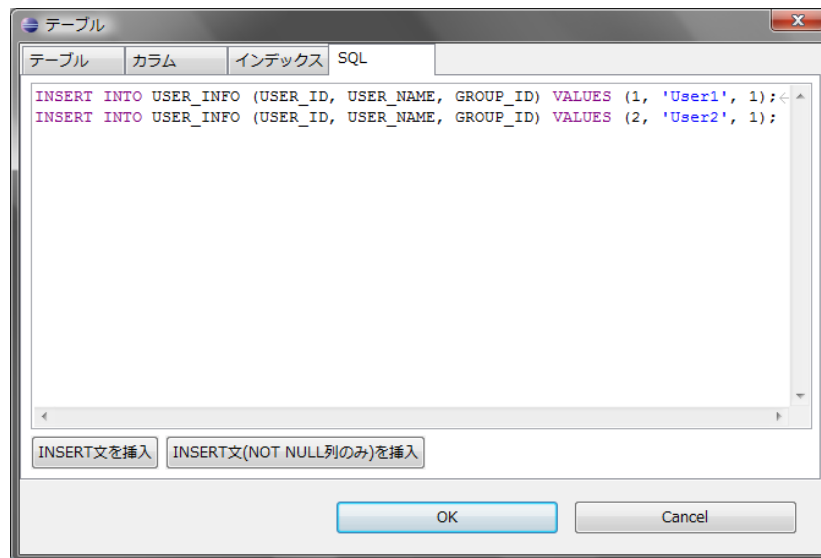 テーブル
テーブル カラム インデックス SQL
INSERT INTO USER_INFO (USER_ID, USER_NAME, GROUP_ID) VALUES (1, 'User1', 1);
INSERT INTO USER_INFO (USER_ID, USER_NAME, GROUP_ID) VALUES (2, 'User2', 1);
INSERT文を挿入 INSERT文(NOT NULL列のみ)を挿入
OK Cancel